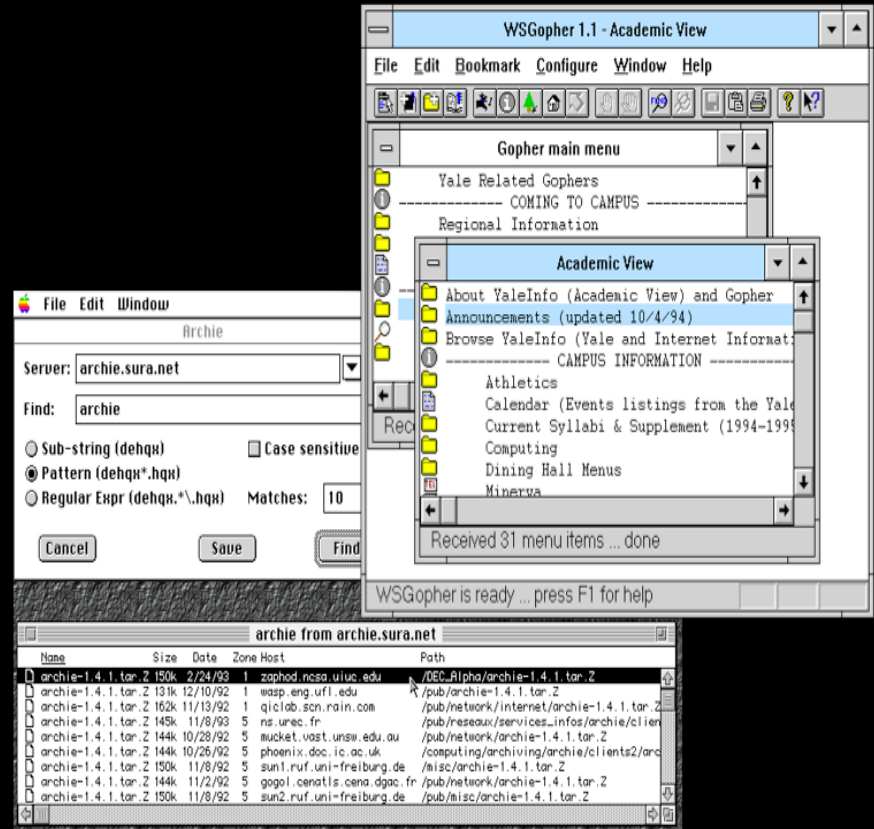 WSGopher 1.1 - Academic View
File Edit Bookmark Configure Window Help
Gopher main menu
Yale Related Gophers
------------- COMING TO CAMPUS -------------
Regional Information
Academic View
About YaleInfo (Academic View) and Gopher
Announcements (updated 10/4/94)
Browse YaleInfo (Yale and Internet Informati
------------- CAMPUS INFORMATION -----------
Athletics
Calendar (Events listings from the Yale
Current Syllabi & Supplement (1994-1995
Computing
Dining Hall Menus
Minerva
Received 31 menu items ... done
WSGopher is ready ... press F1 for help
File Edit Window
Archie
Server: archie.sura.net
Find: archie
Sub-string (dehqx)
Case sensitive
Pattern (dehqx*.hqx)
Regular Expr (dehqx.*\.hqx)
Matches: 10
Cancel Save Find
archie from archie.sura.net
Name Size Date Zone Host Path
archie-1.4.1.tar.Z 150k 2/24/93 1 zaphod.ncsa.uiuc.edu /DEC_Alpha/archie-1.4.1.tar.Z
archie-1.4.1.tar.Z 131k 12/10/92 1 wasp.eng.ufl.edu /pub/archie-1.4.1.tar.Z
archie-1.4.1.tar.Z 162k 11/13/92 1 qiclab.scn.rain.com /pub/network/internet/archie-1.4.1.tar.Z
archie-1.4.1.tar.Z 145k 11/8/93 5 ns.urec.fr /pub/reseaux/services_infos/archie/clien
archie-1.4.1.tar.Z 144k 10/28/92 5 mucket.vast.unsw.edu.au /pub/network/archie-1.4.1.tar.Z
archie-1.4.1.tar.Z 144k 10/26/92 5 phoenix.doc.ic.ac.uk /computing/archiving/archie/clients2/arc
archie-1.4.1.tar.Z 150k 11/8/92 5 sun1.ruf.uni-freiburg.de /misc/archie-1.4.1.tar.Z
archie-1.4.1.tar.Z 144k 11/2/92 5 gogol.cenatls.cena.dgac.fr /pub/network/archie-1.4.1.tar.Z
archie-1.4.1.tar.Z 150k 11/8/92 5 sun2.ruf.uni-freiburg.de /pub/misc/archie-1.4.1.tar.Z